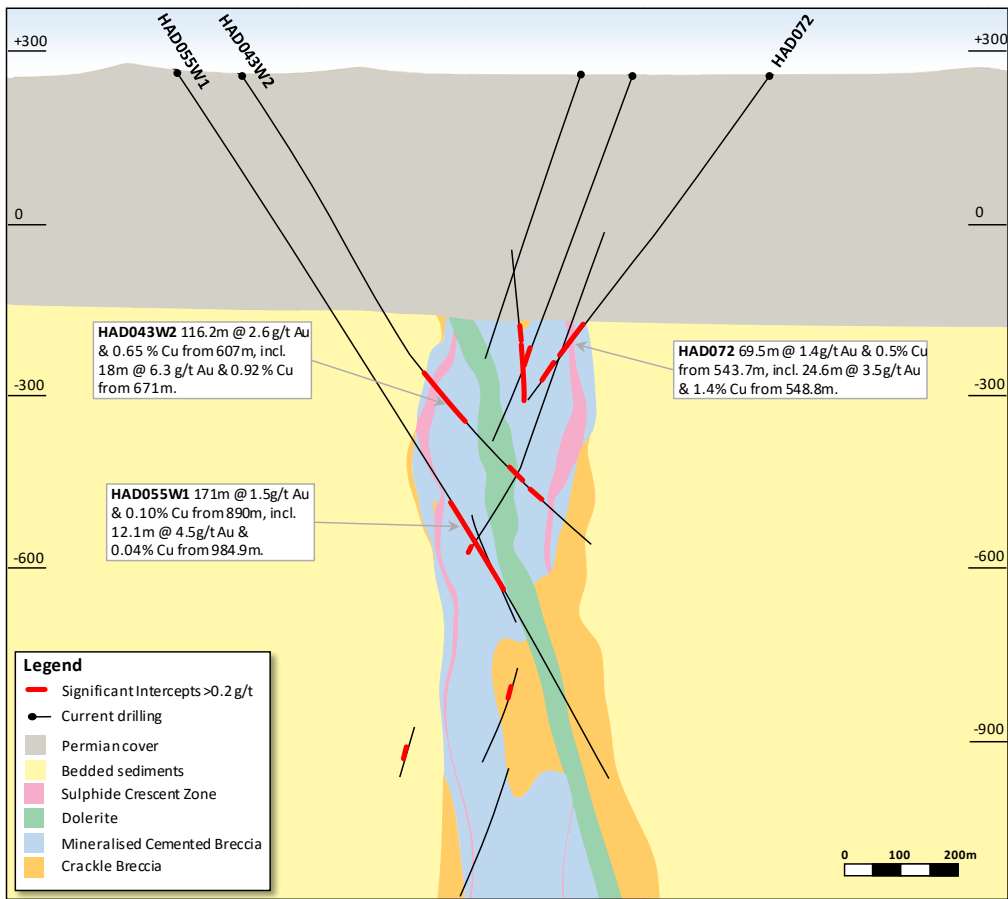 HAD055W1
HAD043W2
HAD072
+300
+300
0
0
HAD043W2 116.2m @ 2.6 g/t Au
& 0.65 % Cu from 607m, incl.
18m @ 6.3 g/t Au & 0.92 % Cu
from 671m.
HAD072 69.5m @ 1.4g/t Au & 0.5% Cu
from 543.7m, incl. 24.6m @ 3.5g/t Au
& 1.4% Cu from 548.8m.
-300
-300
HAD055W1 171m @ 1.5g/t Au
& 0.10% Cu from 890m, incl.
12.1m @ 4.5g/t Au &
0.04% Cu from 984.9m.
-600
-600
-900
Legend
Significant Intercepts >0.2 g/t
Current drilling
Permian cover
Bedded sediments
Sulphide Crescent Zone
Dolerite
Mineralised Cemented Breccia
Crackle Breccia
0 100 200m